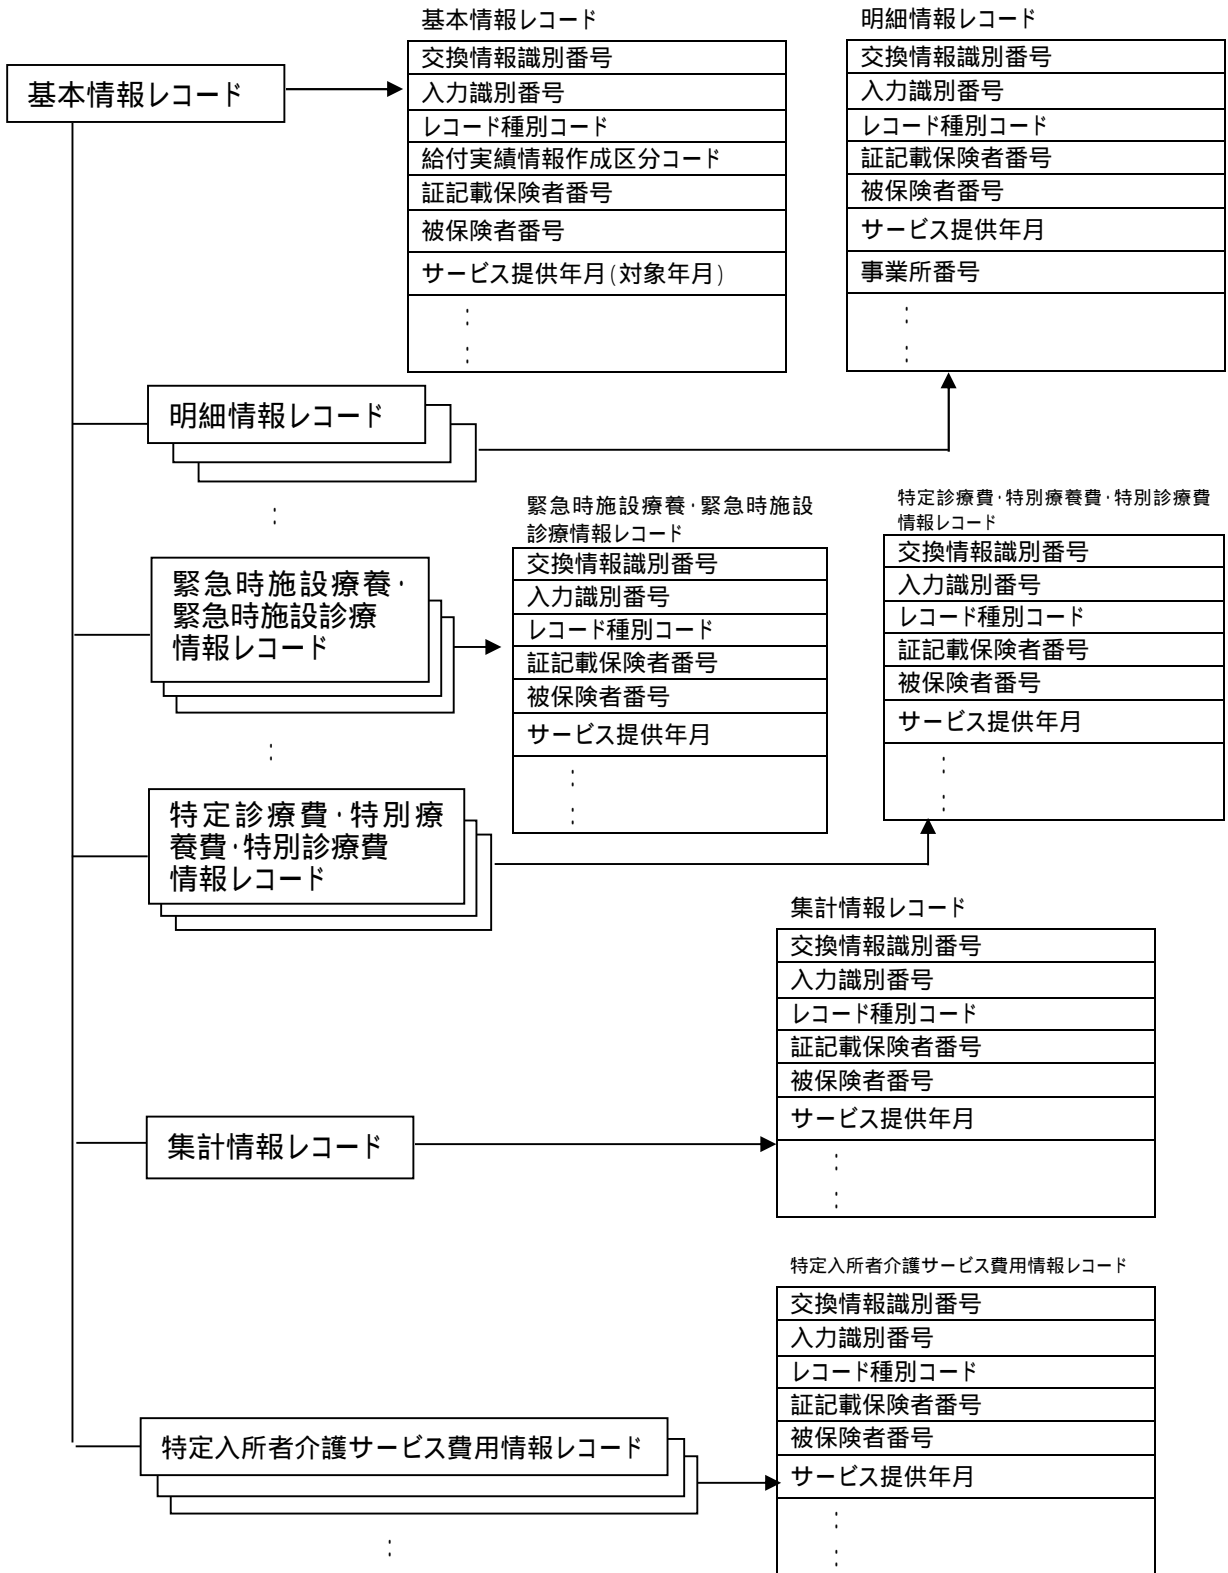 基本情報レコード
基本情報レコード
交換情報識別番号
入力識別番号
レコード種別コード
給付実績情報作成区分コード
証記載保険者番号
被保険者番号
サービス提供年月(対象年月)
:
:
明細情報レコード
交換情報識別番号
入力識別番号
レコード種別コード
証記載保険者番号
被保険者番号
サービス提供年月
事業所番号
:
:
明細情報レコード
:
緊急時施設療養・
緊急時施設診療
情報レコード
:
緊急時施設療養・緊急時施設
診療情報レコード
交換情報識別番号
入力識別番号
レコード種別コード
証記載保険者番号
被保険者番号
サービス提供年月
:
:
特定診療費・特別療養費・特別診療費
情報レコード
交換情報識別番号
入力識別番号
レコード種別コード
証記載保険者番号
被保険者番号
サービス提供年月
:
:
特定診療費・特別療
養費・特別診療費
情報レコード
集計情報レコード
集計情報レコード
交換情報識別番号
入力識別番号
レコード種別コード
証記載保険者番号
被保険者番号
サービス提供年月
:
:
特定入所者介護サービス費用情報レコード
:
特定入所者介護サービス費用情報レコード
交換情報識別番号
入力識別番号
レコード種別コード
証記載保険者番号
被保険者番号
サービス提供年月
:
: